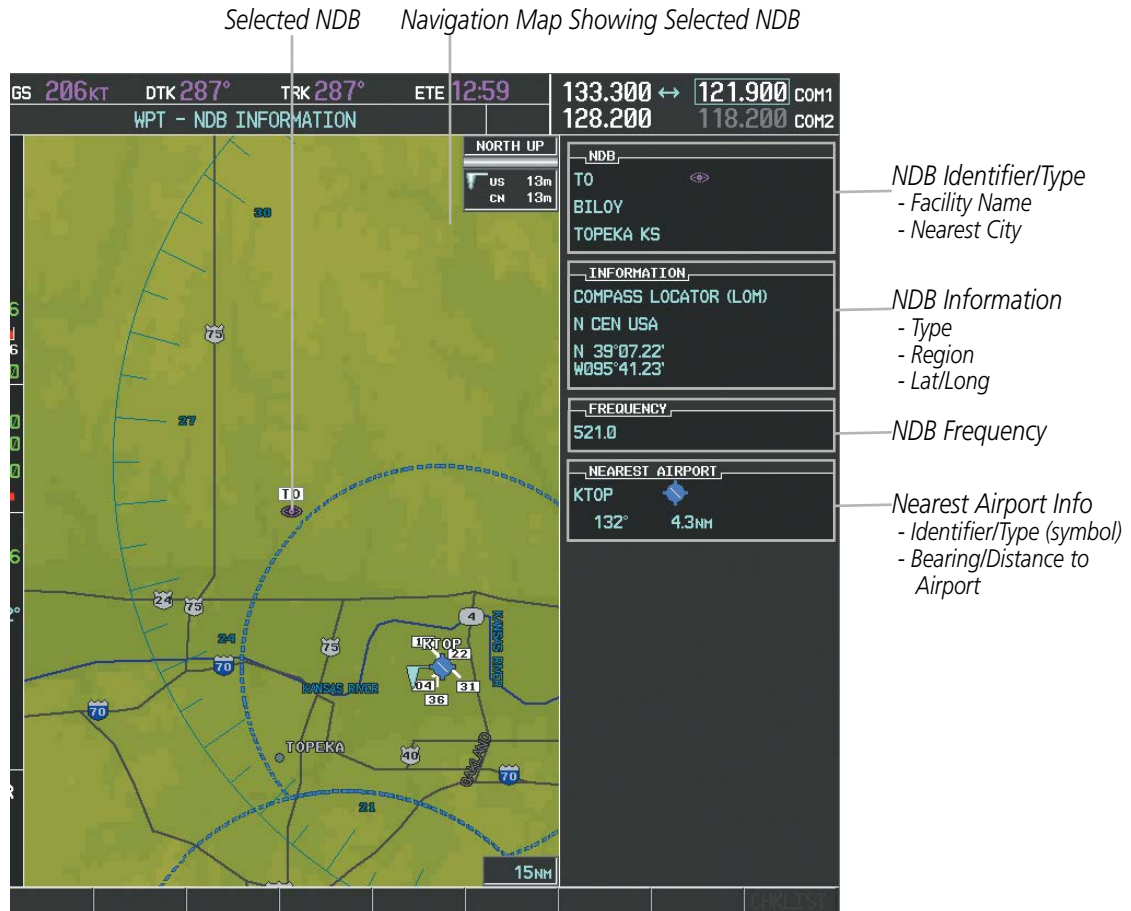 Selected NDB
Navigation Map Showing Selected NDB
GS 206KT DTK 287° TRK 287° ETE 12:59
133.300 ↔ 121.900 COM1
WPT – NDB INFORMATION
128.200 118.200 COM2
NORTH UP
US 13m
CN 13m
30
75
27
TO
24
75
24
75
4
KANSAS RIVER
KTOP
22
04
31
36
70
KANSAS RIVER
70
TOPEKA
40
OAKLAND
70
21
15NM
NDB
TO
BILOY
TOPEKA KS
INFORMATION
COMPASS LOCATOR (LOM)
N CEN USA
N 39°07.22'
W095°41.23'
FREQUENCY
521.0
NEAREST AIRPORT
KTOP
132° 4.3NM
CHKLIST
NDB Identifier/Type
- Facility Name
- Nearest City
NDB Information
- Type
- Region
- Lat/Long
NDB Frequency
Nearest Airport Info
- Identifier/Type (symbol)
- Bearing/Distance to
Airport